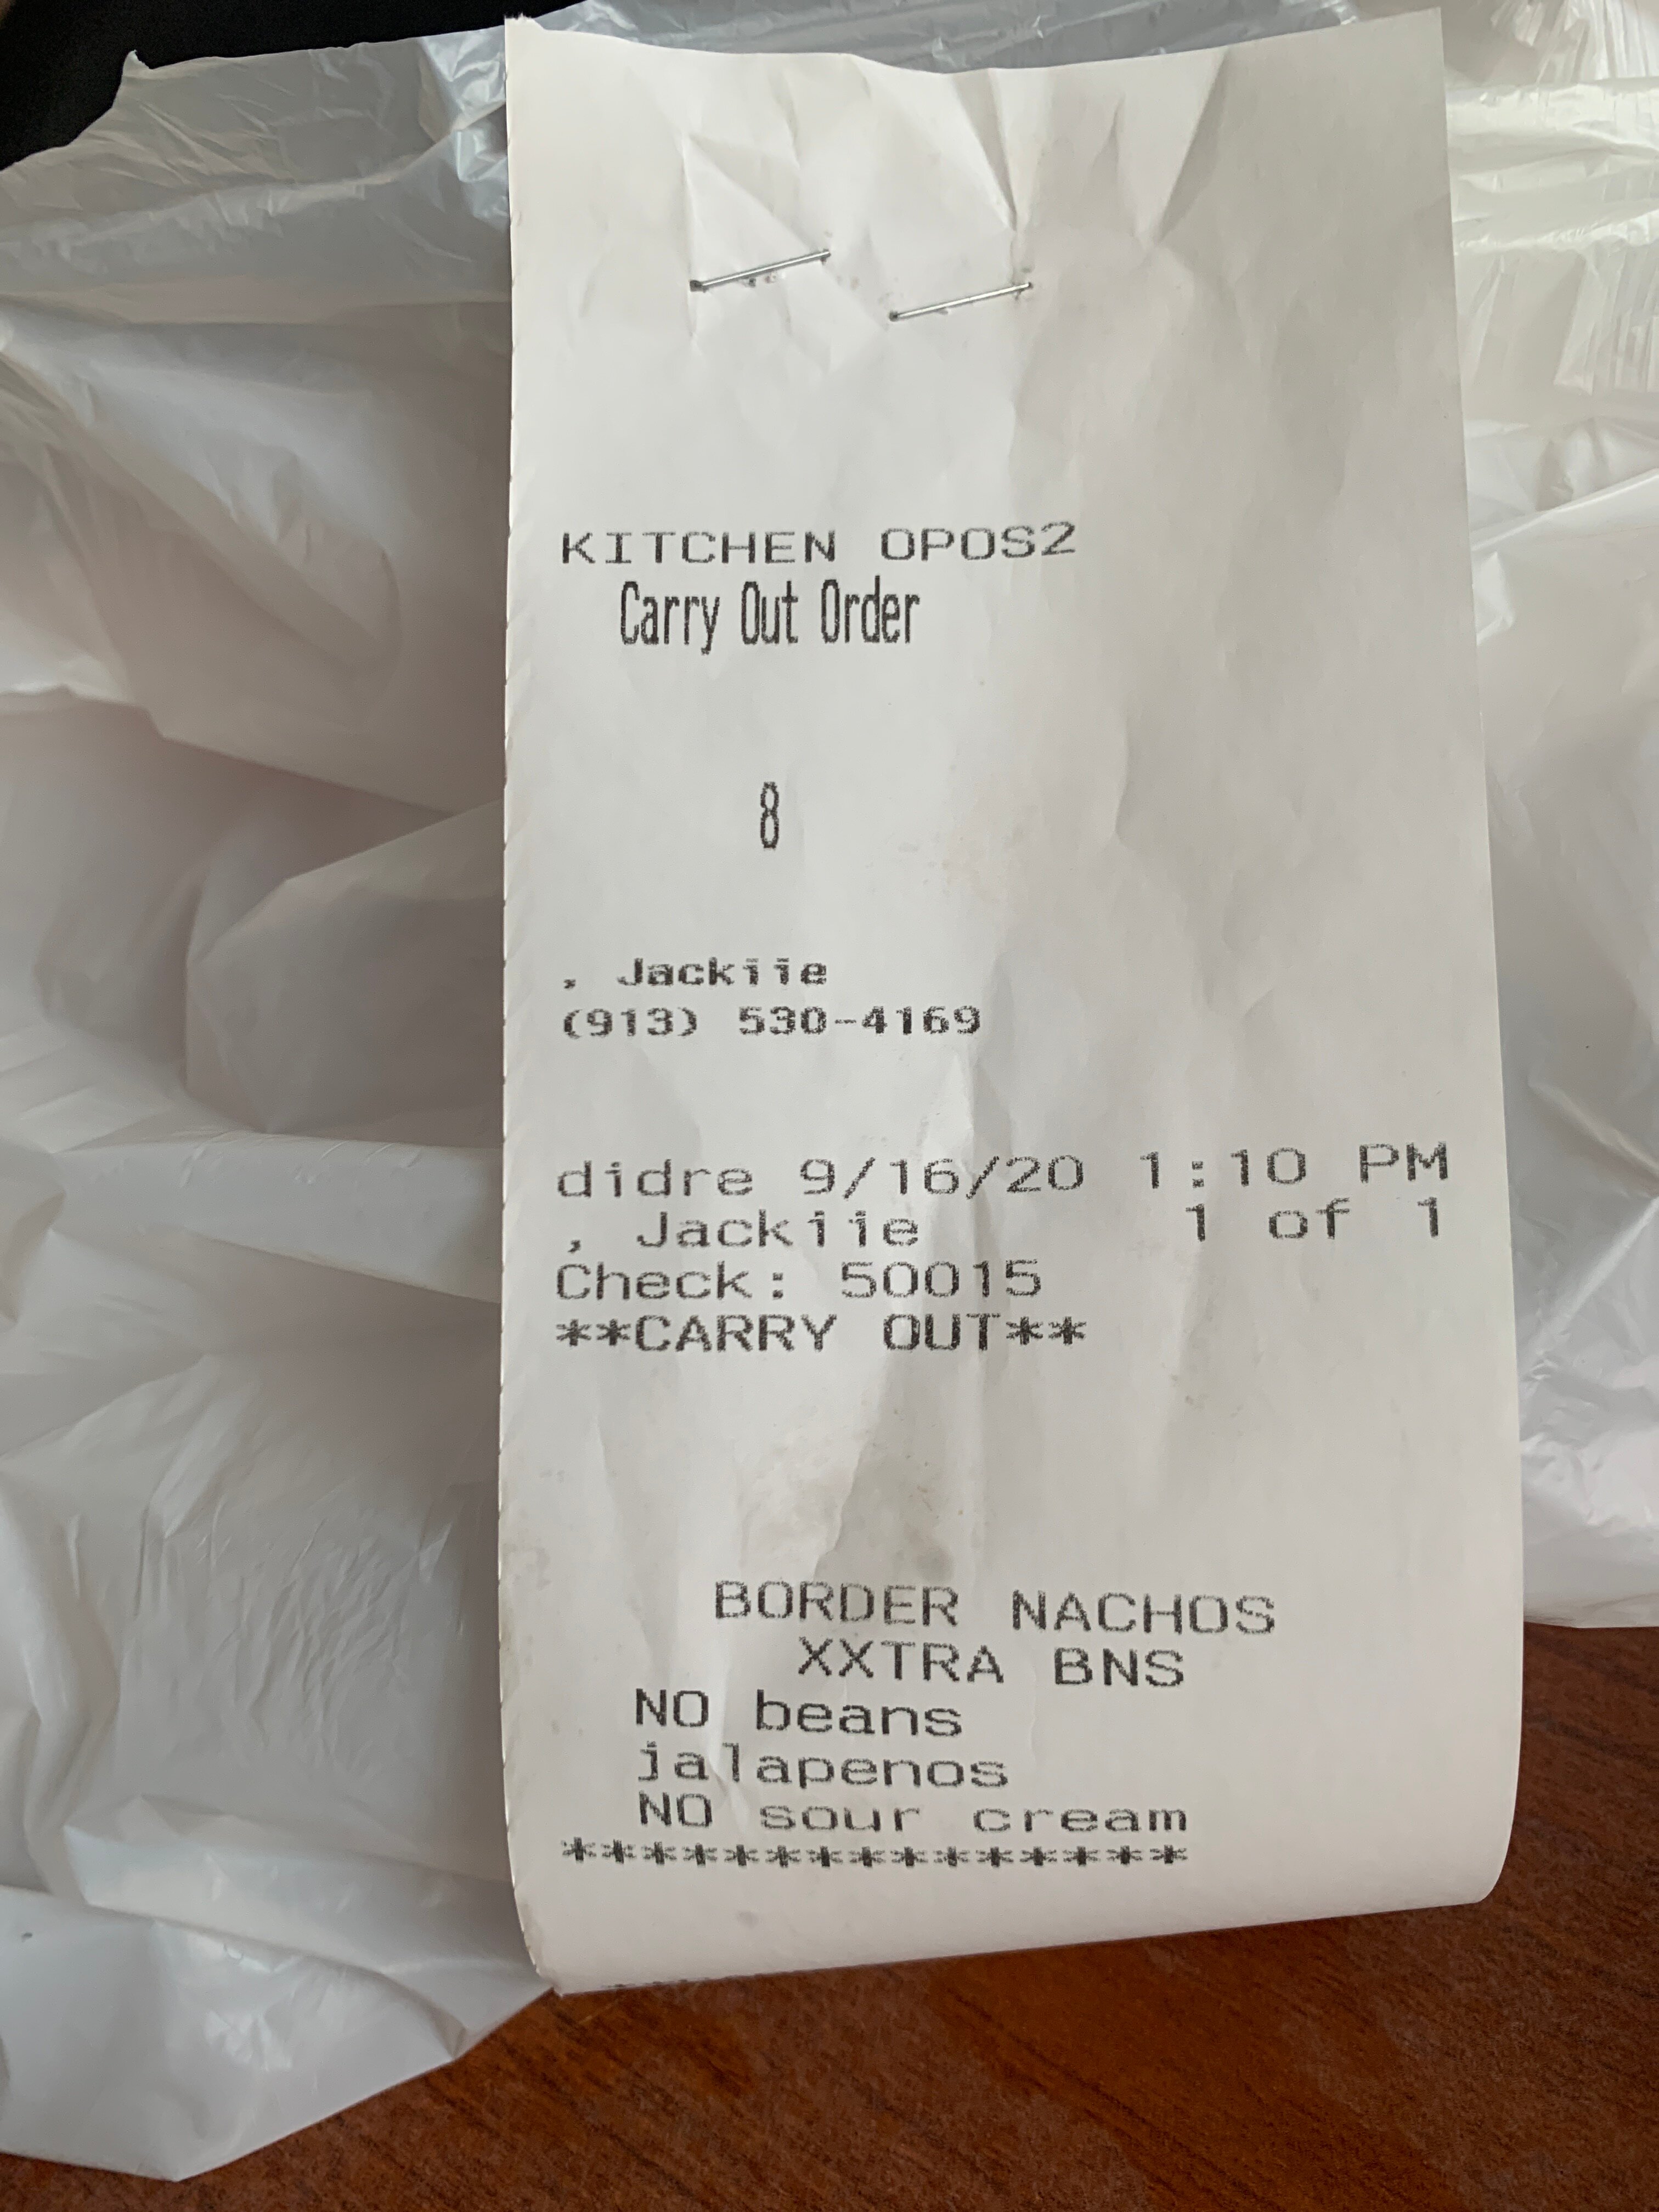 KITCHEN OPOS2
Carry Out Order
8
, Jackiie
(913) 530-4169
didre 9/16/20 1:10 PM
, Jackiie 1 of 1
Check: 50015
**CARRY OUT**
BORDER NACHOS
XXTRA BNS
NO beans
jalapenos
NO sour cream
***************